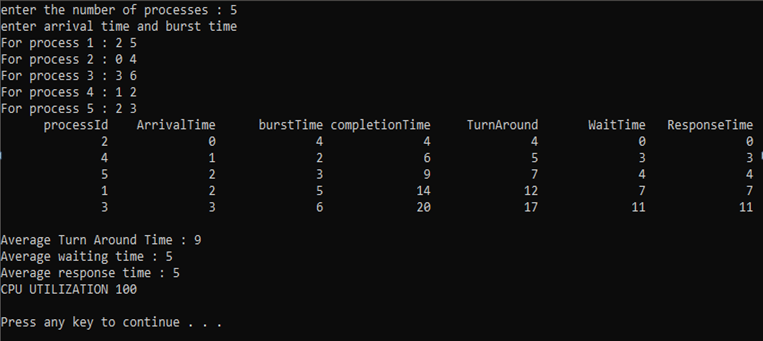 enter the number of processes : 5
enter arrival time and burst time
For process 1 : 2 5
For process 2 : 0 4
For process 3 : 3 6
For process 4 : 1 2
For process 5 : 2 3
processId ArrivalTime burstTime completionTime TurnAround WaitTime ResponseTime
2 0 4 4 4 0 0
4 1 2 6 5 3 3
5 2 3 9 7 4 4
1 2 5 14 12 7 7
3 3 6 20 17 11 11
Average Turn Around Time : 9
Average waiting time : 5
Average response time : 5
CPU UTILIZATION 100
Press any key to continue . . .